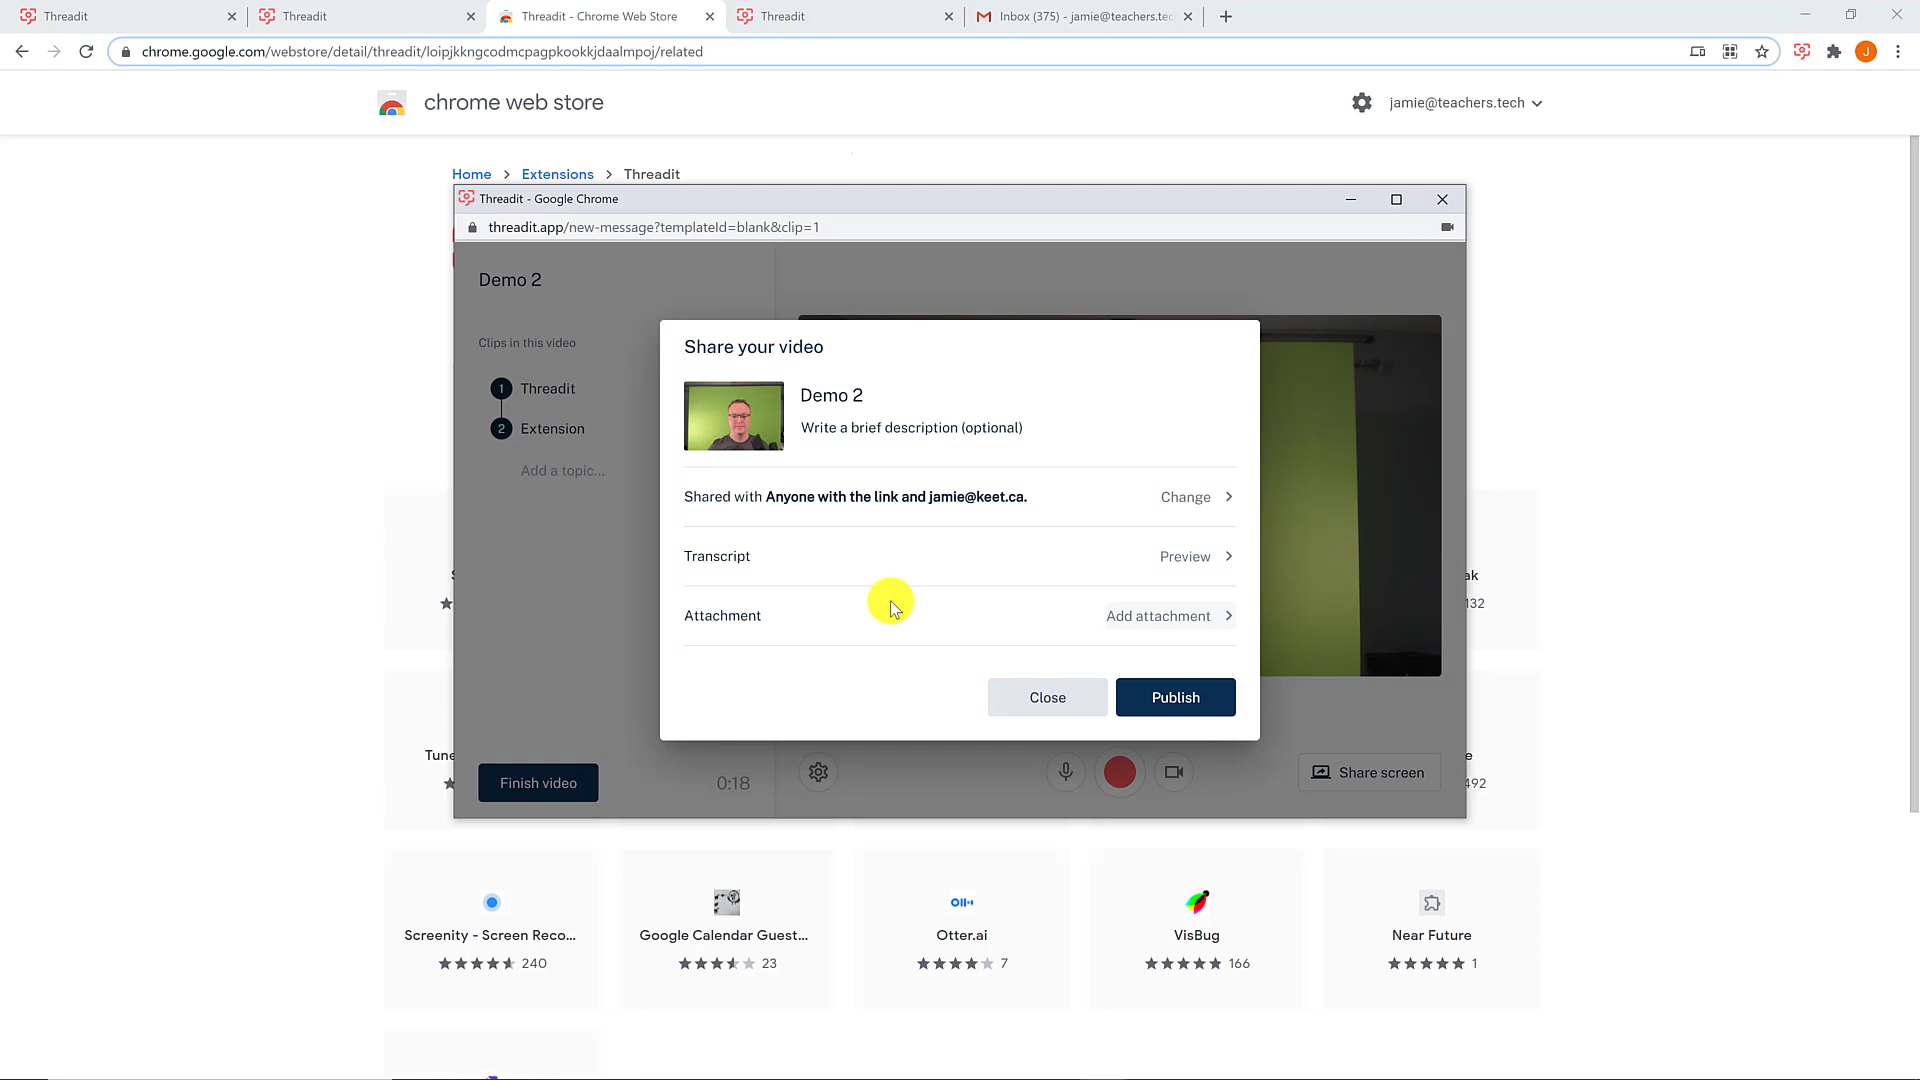 Threadit
Threadit
Threadit - Chrome Web Store
Threadit
Inbox (375) - jamie@teachers.tec
chrome.google.com/webstore/detail/threadit/loipjkkngcodmcpagpkookkjdaalmpoj/related
J
chrome web store
jamie@teachers.tech
Home > Extensions > Threadit
Threadit - Google Chrome
threadit.app/new-message?templateId=blank&clip=1
Demo 2
Clips in this video
1 Threadit
2 Extension
Add a topic...
Finish video
0:18
Share your video
Demo 2
Write a brief description (optional)
Shared with Anyone with the link and jamie@keet.ca.
Change
Transcript
Preview
Attachment
Add attachment
Close
Publish
Share screen
ak
132
Tune
e
492
Screenity - Screen Reco...
240
Google Calendar Guest...
23
Otter.ai
7
VisBug
166
Near Future
1